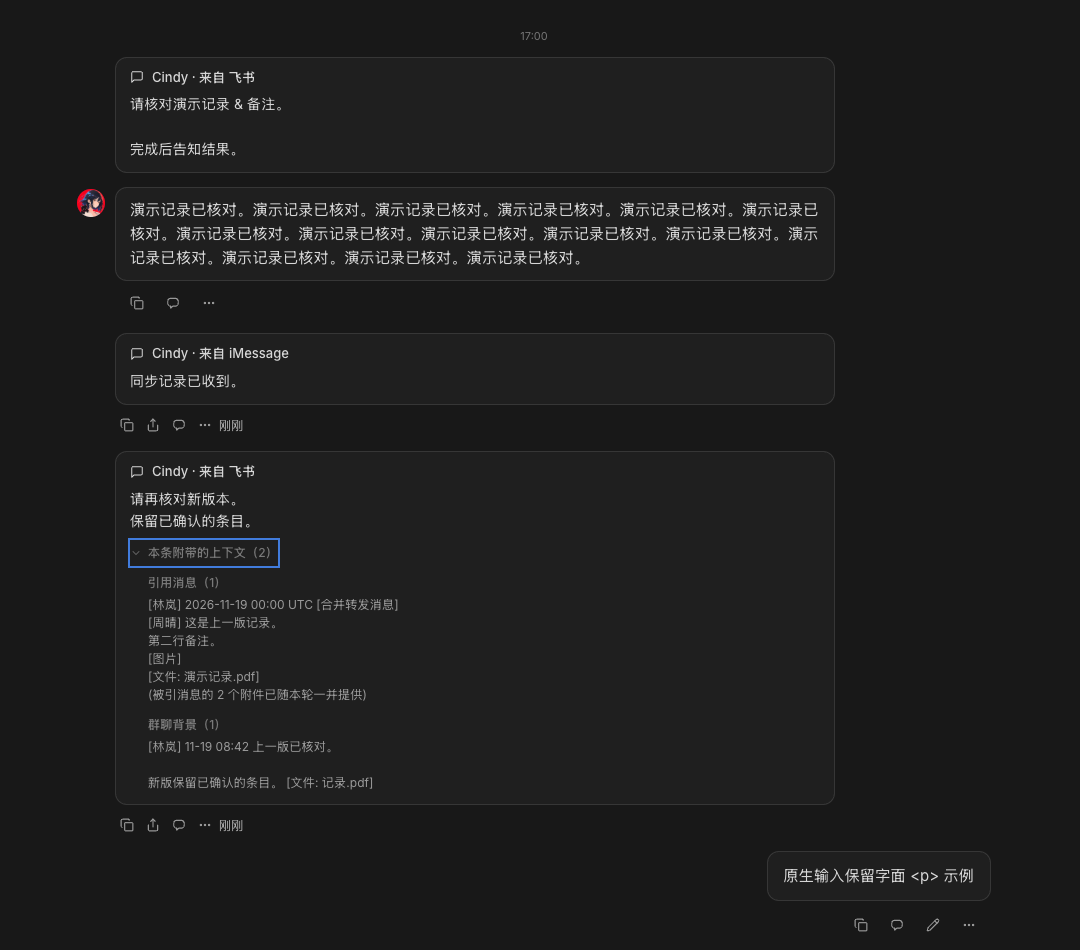 17:00
Cindy · 来自 飞书
请核对演示记录 & 备注。
完成后告知结果。
演示记录已核对。演示记录已核对。演示记录已核对。演示记录已核对。演示记录已核对。演示记录已
核对。演示记录已核对。演示记录已核对。演示记录已核对。演示记录已核对。演示记录已核对。演示
记录已核对。演示记录已核对。演示记录已核对。演示记录已核对。
Cindy · 来自 iMessage
同步记录已收到。
刚刚
Cindy · 来自 飞书
请再核对新版本。
保留已确认的条目。
本条附带的上下文（2）
引用消息（1）
[林岚] 2026-11-19 00:00 UTC [合并转发消息]
[周晴] 这是上一版记录。
第二行备注。
[图片]
[文件: 演示记录.pdf]
(被引消息的 2 个附件已随本轮一并提供)
群聊背景（1）
[林岚] 11-19 08:42 上一版已核对。
新版保留已确认的条目。 [文件: 记录.pdf]
刚刚
原生输入保留字面 <p> 示例